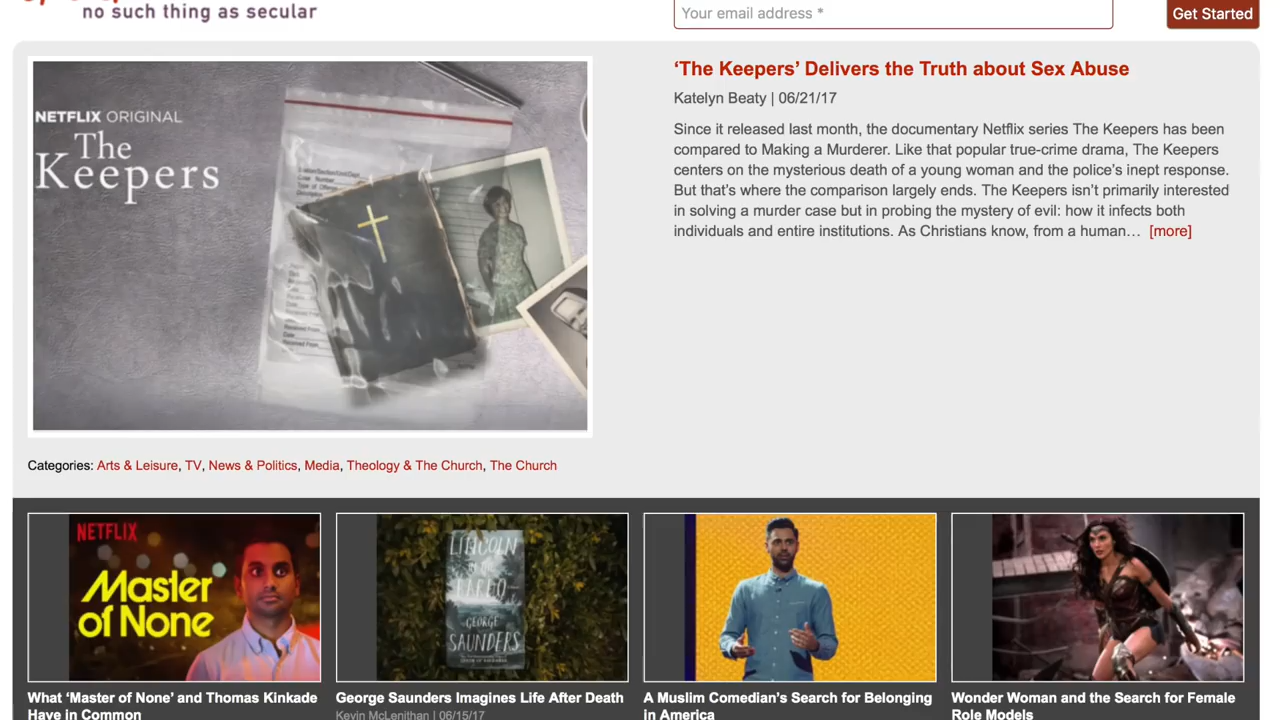 no such thing as secular
Your email address *
Get Started
NETFLIX ORIGINAL
The
Keepers
‘The Keepers’ Delivers the Truth about Sex Abuse
Katelyn Beaty | 06/21/17
Since it released last month, the documentary Netflix series The Keepers has been
compared to Making a Murderer. Like that popular true-crime drama, The Keepers
centers on the mysterious death of a young woman and the police’s inept response.
But that’s where the comparison largely ends. The Keepers isn’t primarily interested
in solving a murder case but in probing the mystery of evil: how it infects both
individuals and entire institutions. As Christians know, from a human… [more]
Categories: Arts & Leisure, TV, News & Politics, Media, Theology & The Church, The Church
NETFLIX
Master
of None
LINCOLN
GEORGE
SAUNDERS
What ‘Master of None’ and Thomas Kinkade
Have in Common
George Saunders Imagines Life After Death
Kevin McLenithan | 06/15/17
A Muslim Comedian’s Search for Belonging
in America
Wonder Woman and the Search for Female
Role Models